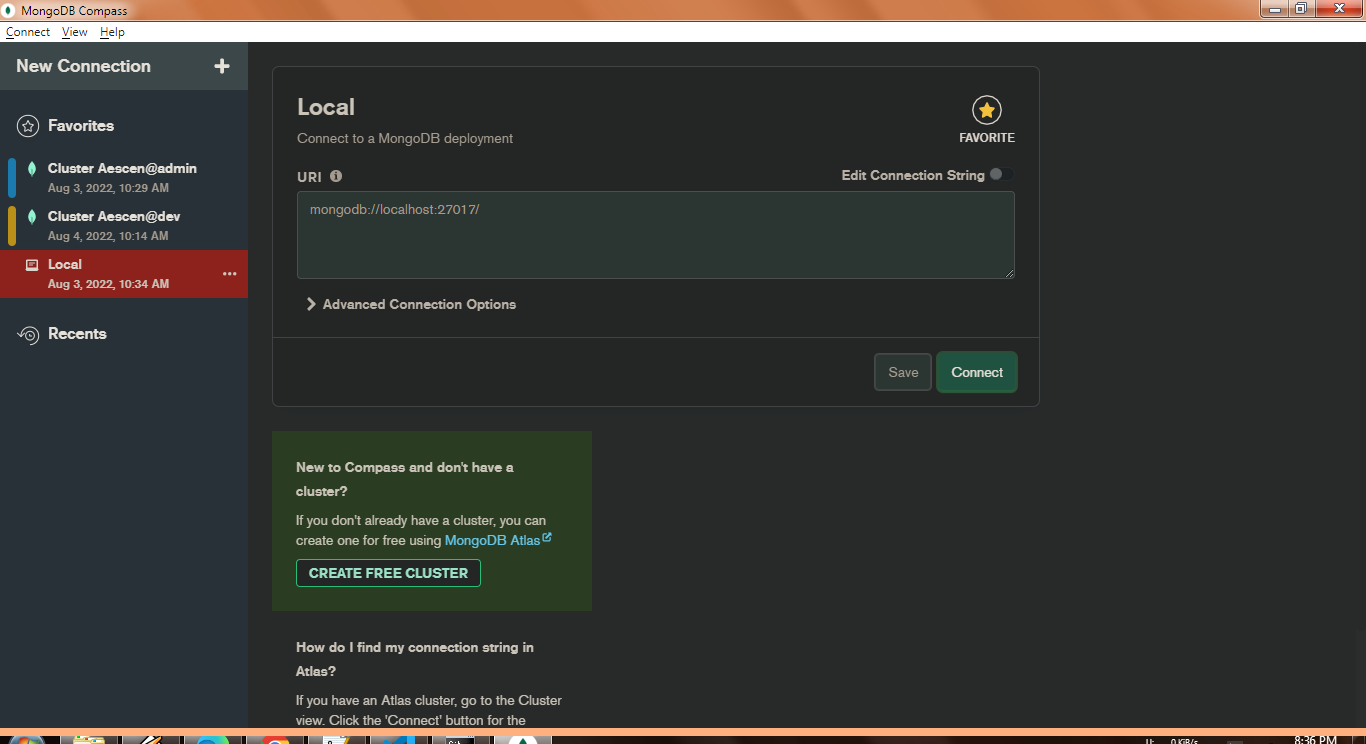 MongoDB Compass
Connect View Help
New Connection
Favorites
Cluster Aescen@admin
Aug 3, 2022, 10:29 AM
Cluster Aescen@dev
Aug 4, 2022, 10:14 AM
Local
Aug 3, 2022, 10:34 AM
Recents
Local
Connect to a MongoDB deployment
FAVORITE
URI
Edit Connection String
mongodb://localhost:27017/
Advanced Connection Options
Save
Connect
New to Compass and don't have a
cluster?
If you don't already have a cluster, you can
create one for free using MongoDB Atlas
CREATE FREE CLUSTER
How do I find my connection string in
Atlas?
If you have an Atlas cluster, go to the Cluster
view. Click the 'Connect' button for the
8:36 PM